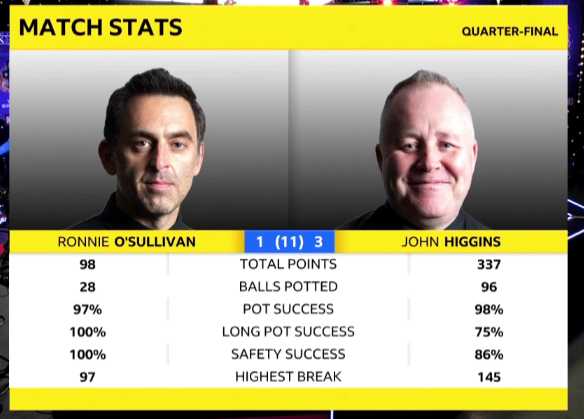 MATCH STATS
QUARTER-FINAL
RONNIE O'SULLIVAN 1 (11) 3 JOHN HIGGINS
98 TOTAL POINTS 337
28 BALLS POTTED 96
97% POT SUCCESS 98%
100% LONG POT SUCCESS 75%
100% SAFETY SUCCESS 86%
97 HIGHEST BREAK 145